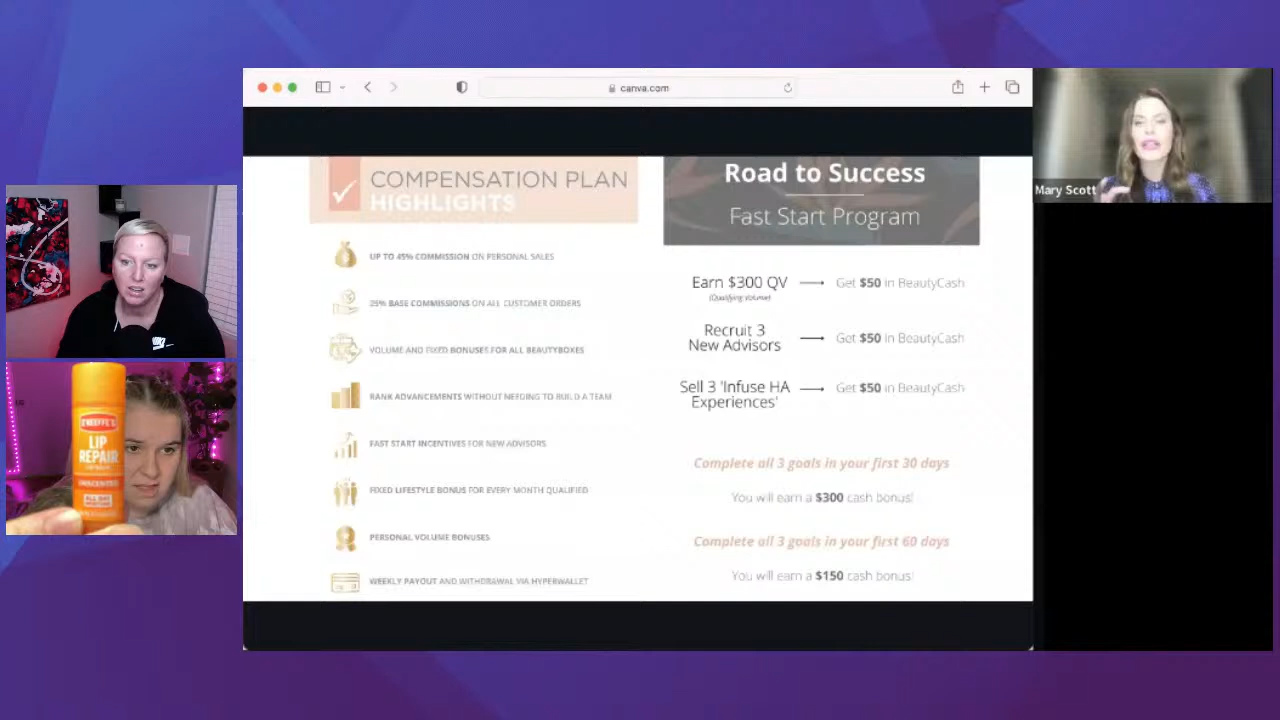 canva.com
COMPENSATION PLAN
HIGHLIGHTS
UP TO 45% COMMISSION ON PERSONAL SALES
25% BASE COMMISSIONS ON ALL CUSTOMER ORDERS
VOLUME AND FIXED BONUSES FOR ALL BEAUTYBOXES
RANK ADVANCEMENTS WITHOUT NEEDING TO BUILD A TEAM
FAST START INCENTIVES FOR NEW ADVISORS
FIXED LIFESTYLE BONUS FOR EVERY MONTH QUALIFIED
PERSONAL VOLUME BONUSES
WEEKLY PAYOUT AND WITHDRAWAL VIA HYPERWALLET
Road to Success
Fast Start Program
Earn $300 QV
(Qualifying Volume)
Get $50 in BeautyCash
Recruit 3
New Advisors
Get $50 in BeautyCash
Sell 3 'Infuse HA
Experiences'
Get $50 in BeautyCash
Complete all 3 goals in your first 30 days
You will earn a $300 cash bonus!
Complete all 3 goals in your first 60 days
You will earn a $150 cash bonus!
Mary Scott
O'KEEFFE'S
LIP
REPAIR
UNSCENTED
ALL DAY